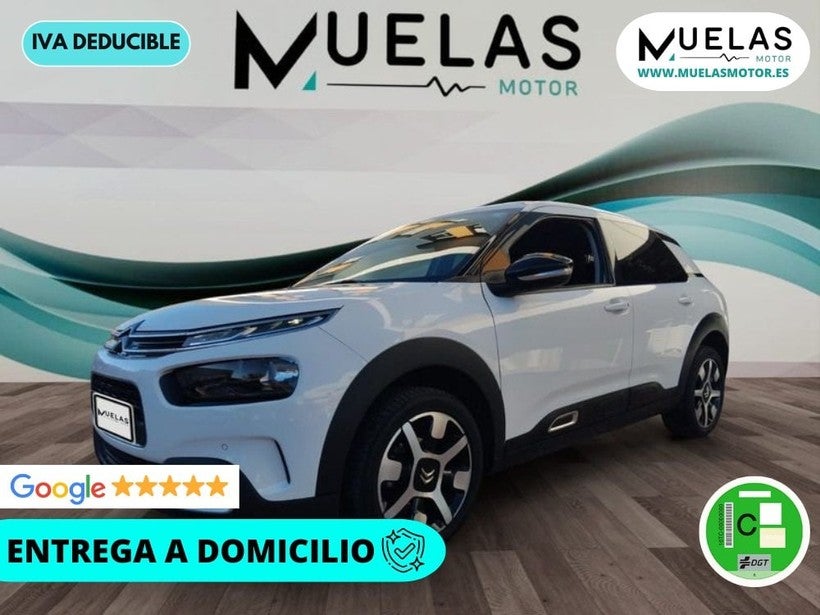 IVA DEDUCIBLE
MUELAS
MOTOR
MUELAS
MOTOR
WWW.MUELASMOTOR.ES
MUELAS
Google
ENTREGA A DOMICILIO
C
DGT